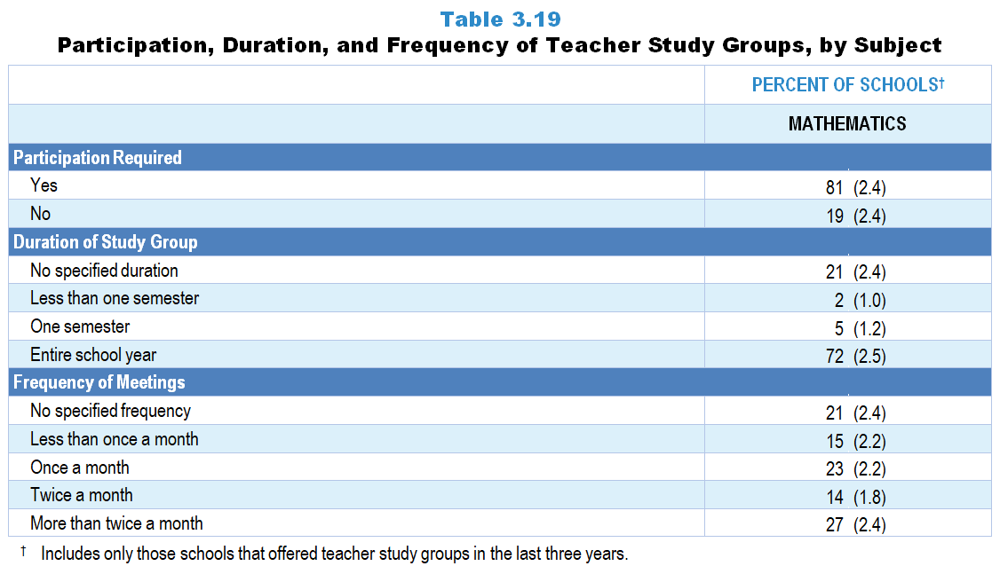 Table 3.19
Participation, Duration, and Frequency of Teacher Study Groups, by Subject
PERCENT OF SCHOOLS†
MATHEMATICS
Participation Required
Yes 81 (2.4)
No 19 (2.4)
Duration of Study Group
No specified duration 21 (2.4)
Less than one semester 2 (1.0)
One semester 5 (1.2)
Entire school year 72 (2.5)
Frequency of Meetings
No specified frequency 21 (2.4)
Less than once a month 15 (2.2)
Once a month 23 (2.2)
Twice a month 14 (1.8)
More than twice a month 27 (2.4)
† Includes only those schools that offered teacher study groups in the last three years.